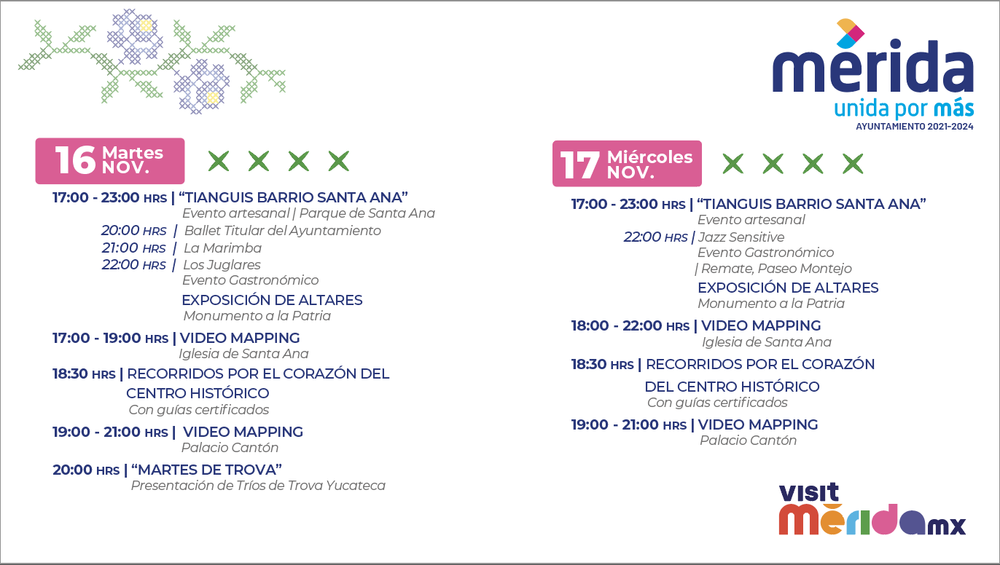 mérida
unida por más
AYUNTAMIENTO 2021-2024
16 Martes
NOV.
17:00 - 23:00 HRS | “TIANGUIS BARRIO SANTA ANA”
Evento artesanal | Parque de Santa Ana
20:00 HRS | Ballet Titular del Ayuntamiento
21:00 HRS | La Marimba
22:00 HRS | Los Juglares
Evento Gastronómico
EXPOSICIÓN DE ALTARES
Monumento a la Patria
17:00 - 19:00 HRS | VIDEO MAPPING
Iglesia de Santa Ana
18:30 HRS | RECORRIDOS POR EL CORAZÓN DEL
CENTRO HISTÓRICO
Con guías certificados
19:00 - 21:00 HRS | VIDEO MAPPING
Palacio Cantón
20:00 HRS | “MARTES DE TROVA”
Presentación de Tríos de Trova Yucateca
17 Miércoles
NOV.
17:00 - 23:00 HRS | “TIANGUIS BARRIO SANTA ANA”
Evento artesanal
22:00 HRS | Jazz Sensitive
Evento Gastronómico
| Remate, Paseo Montejo
EXPOSICIÓN DE ALTARES
Monumento a la Patria
18:00 - 22:00 HRS | VIDEO MAPPING
Iglesia de Santa Ana
18:30 HRS | RECORRIDOS POR EL CORAZÓN
DEL CENTRO HISTÓRICO
Con guías certificados
19:00 - 21:00 HRS | VIDEO MAPPING
Palacio Cantón
VISIT
méridamx